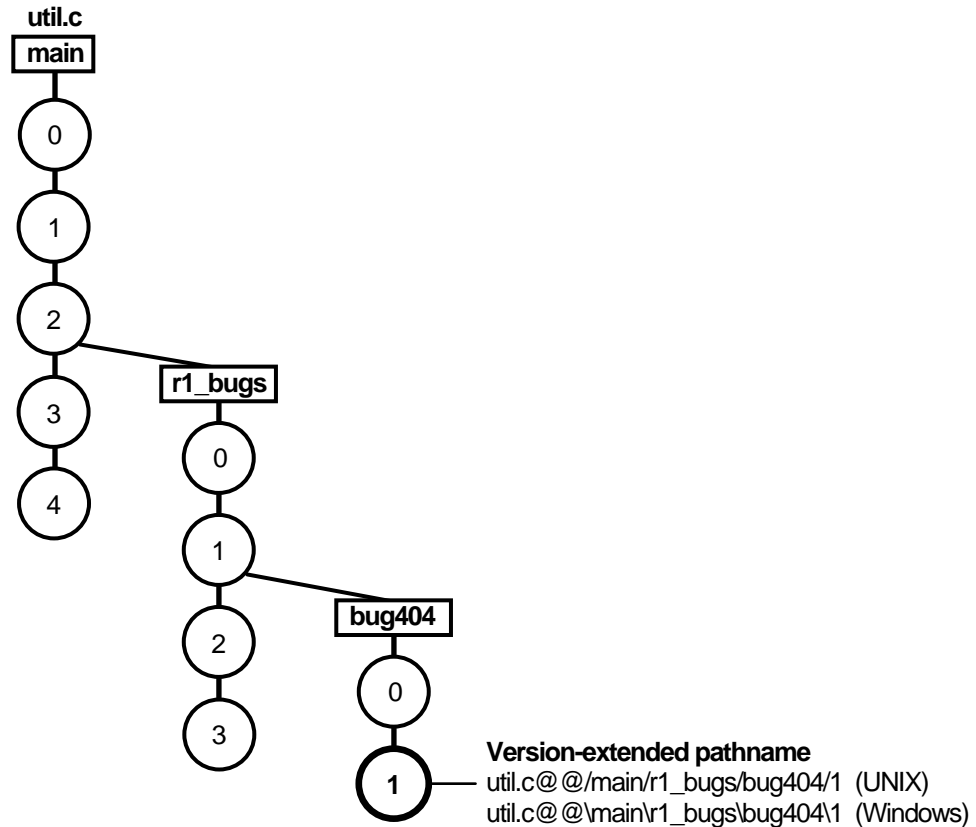 util.c
main
0
1
2
3
4
r1_bugs
0
1
2
3
bug404
0
1
Version-extended pathname
util.c@@/main/r1_bugs/bug404/1 (UNIX)
util.c@@\main\r1_bugs\bug404\1 (Windows)